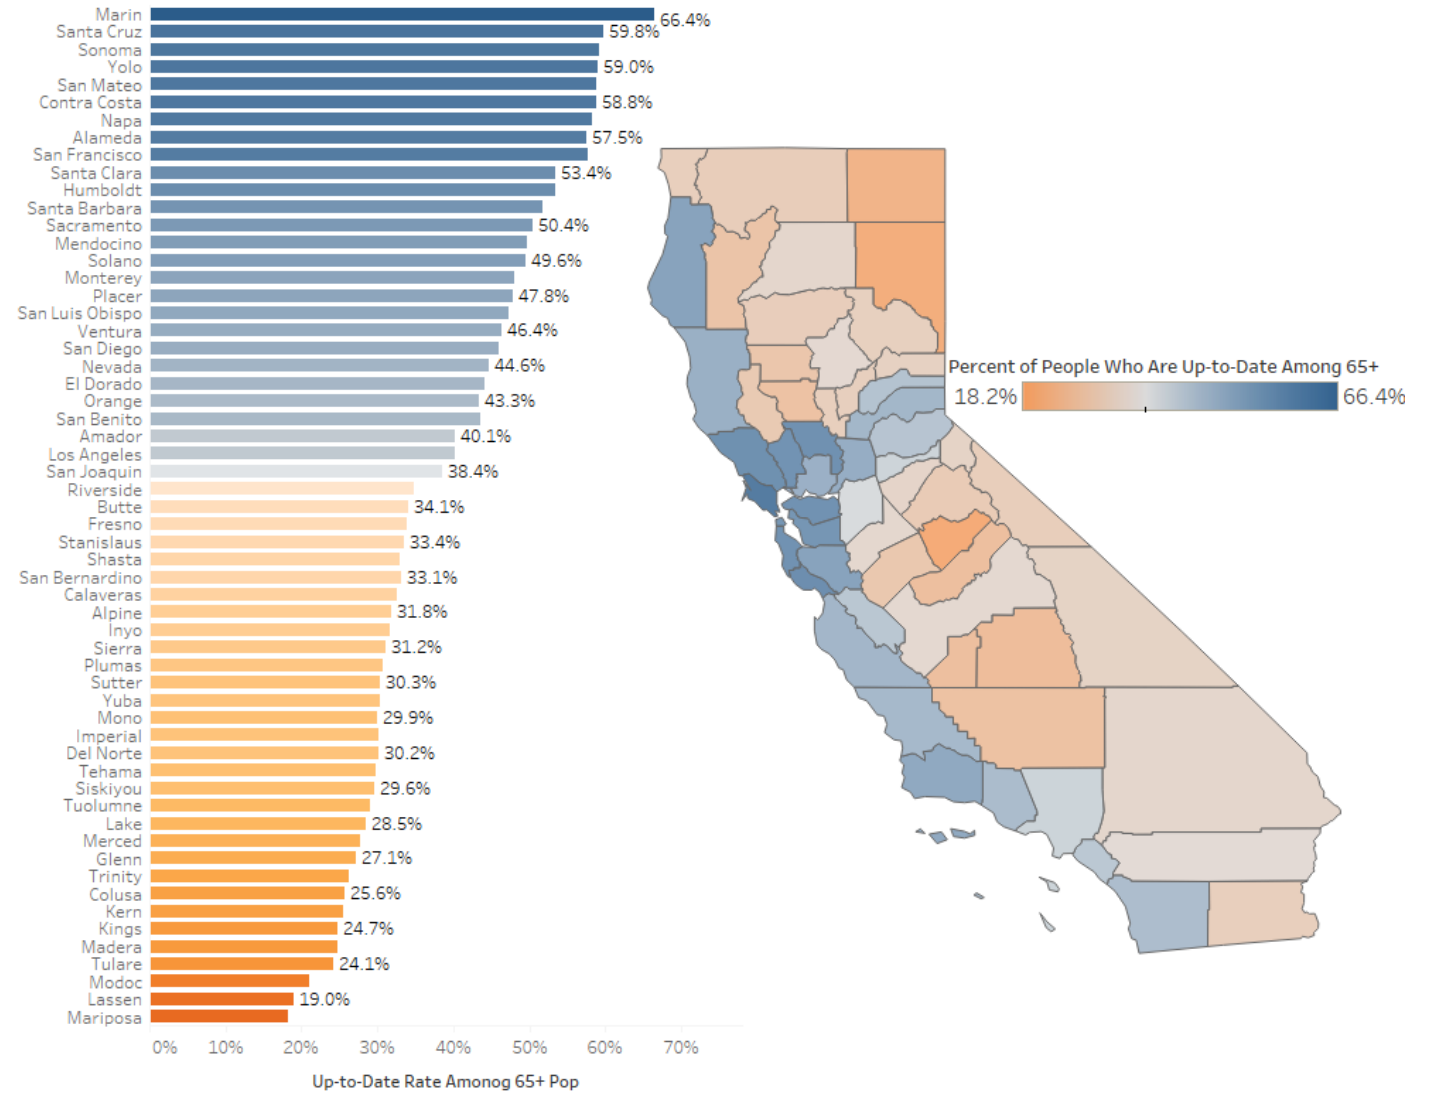 Marin 66.4%
Santa Cruz 59.8%
Sonoma
Yolo 59.0%
San Mateo
Contra Costa 58.8%
Napa
Alameda 57.5%
San Francisco
Santa Clara 53.4%
Humboldt
Santa Barbara
Sacramento 50.4%
Mendocino
Solano 49.6%
Monterey
Placer 47.8%
San Luis Obispo
Ventura 46.4%
San Diego
Nevada 44.6%
El Dorado
Orange 43.3%
San Benito
Amador 40.1%
Los Angeles
San Joaquin 38.4%
Riverside
Butte 34.1%
Fresno
Stanislaus 33.4%
Shasta
San Bernardino 33.1%
Calaveras
Alpine 31.8%
Inyo
Sierra 31.2%
Plumas
Sutter 30.3%
Yuba
Mono 29.9%
Imperial
Del Norte 30.2%
Tehama
Siskiyou 29.6%
Tuolumne
Lake 28.5%
Merced
Glenn 27.1%
Trinity
Colusa 25.6%
Kern
Kings 24.7%
Madera
Tulare 24.1%
Modoc
Lassen 19.0%
Mariposa
0% 10% 20% 30% 40% 50% 60% 70%
Up-to-Date Rate Amonog 65+ Pop
Percent of People Who Are Up-to-Date Among 65+
18.2% 66.4%